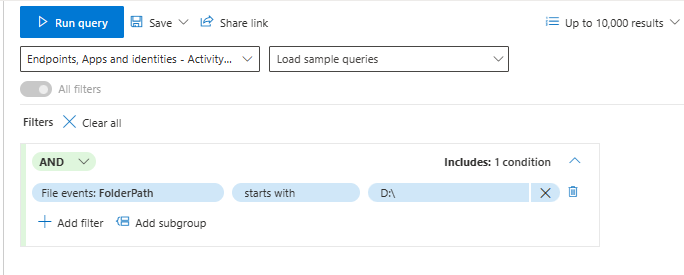 Run query Save Share link Up to 10,000 results
Endpoints, Apps and identities - Activity... Load sample queries
All filters
Filters Clear all
AND Includes: 1 condition
File events: FolderPath starts with D:\
Add filter Add subgroup